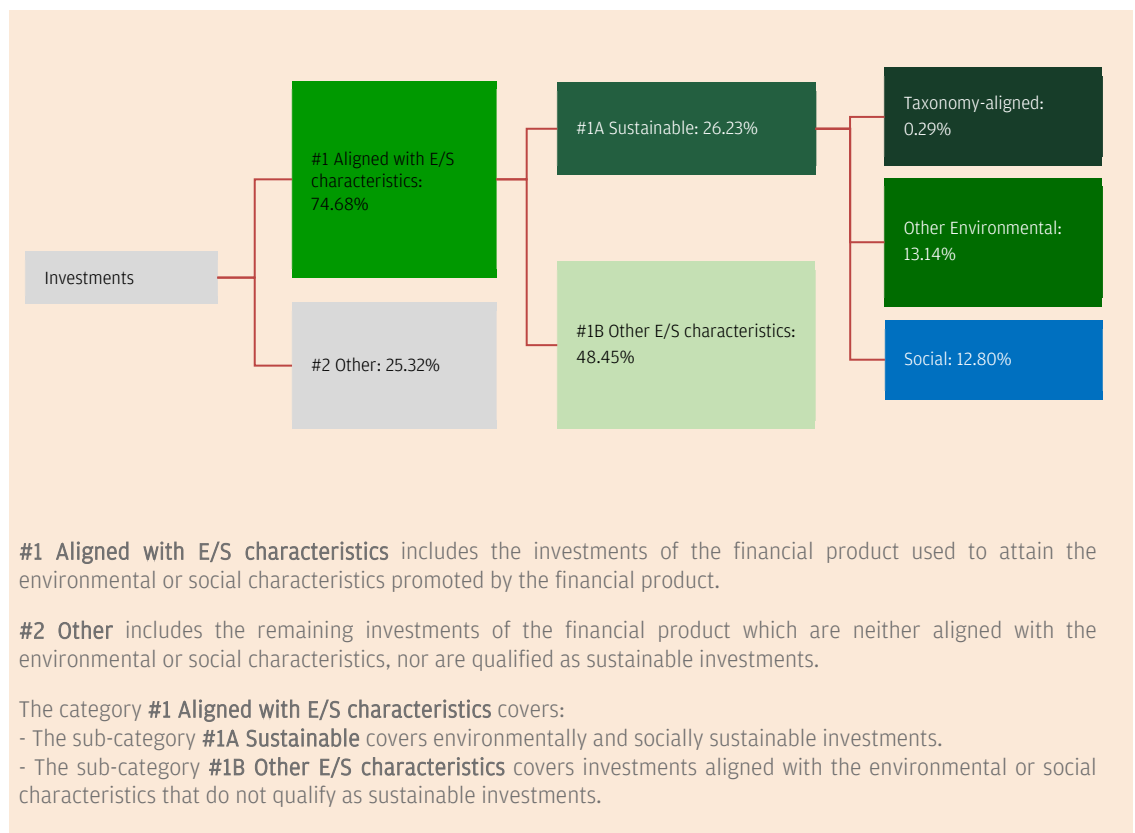 Investments
#1 Aligned with E/S
characteristics:
74.68%
#2 Other: 25.32%
#1A Sustainable: 26.23%
#1B Other E/S characteristics:
48.45%
Taxonomy-aligned:
0.29%
Other Environmental:
13.14%
Social: 12.80%
#1 Aligned with E/S characteristics includes the investments of the financial product used to attain the
environmental or social characteristics promoted by the financial product.
#2 Other includes the remaining investments of the financial product which are neither aligned with the
environmental or social characteristics, nor are qualified as sustainable investments.
The category #1 Aligned with E/S characteristics covers:
- The sub-category #1A Sustainable covers environmentally and socially sustainable investments.
- The sub-category #1B Other E/S characteristics covers investments aligned with the environmental or social
characteristics that do not qualify as sustainable investments.